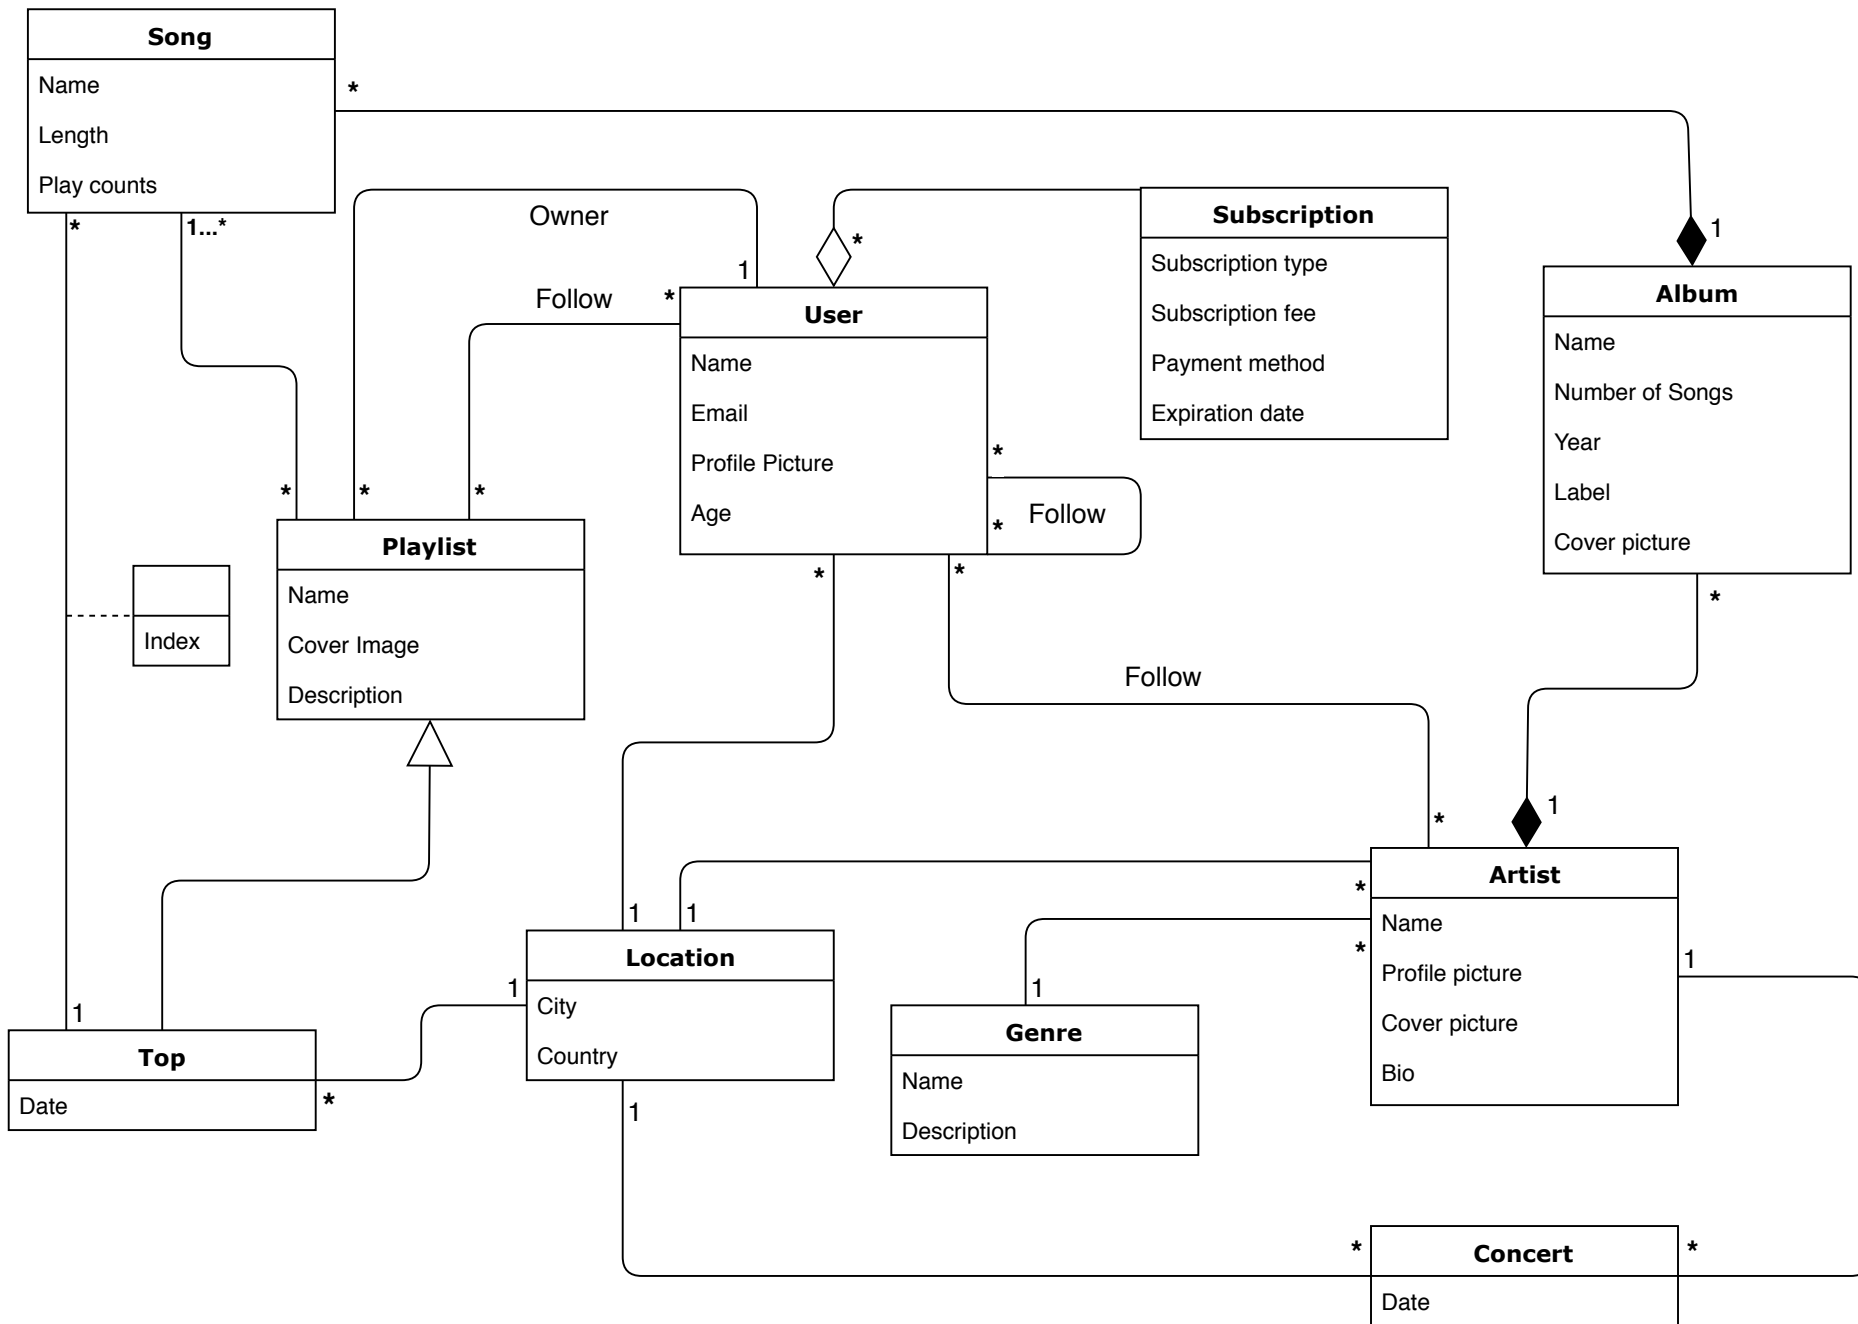 Song
Name
Length
Play counts
*
*
1...*
Owner
1
Follow
*
*
*
*
*
Subscription
Subscription type
Subscription fee
Payment method
Expiration date
1
Album
Name
Number of Songs
Year
Label
Cover picture
*
User
Name
Email
Profile Picture
Age
*
*
Follow
*
*
Playlist
Name
Cover Image
Description
Index
Follow
*
1
1
1
*
*
1
Artist
Name
Profile picture
Cover picture
Bio
1
Location
City
Country
1
1
1
Genre
Name
Description
1
Top
Date
*
*
Concert
Date
*